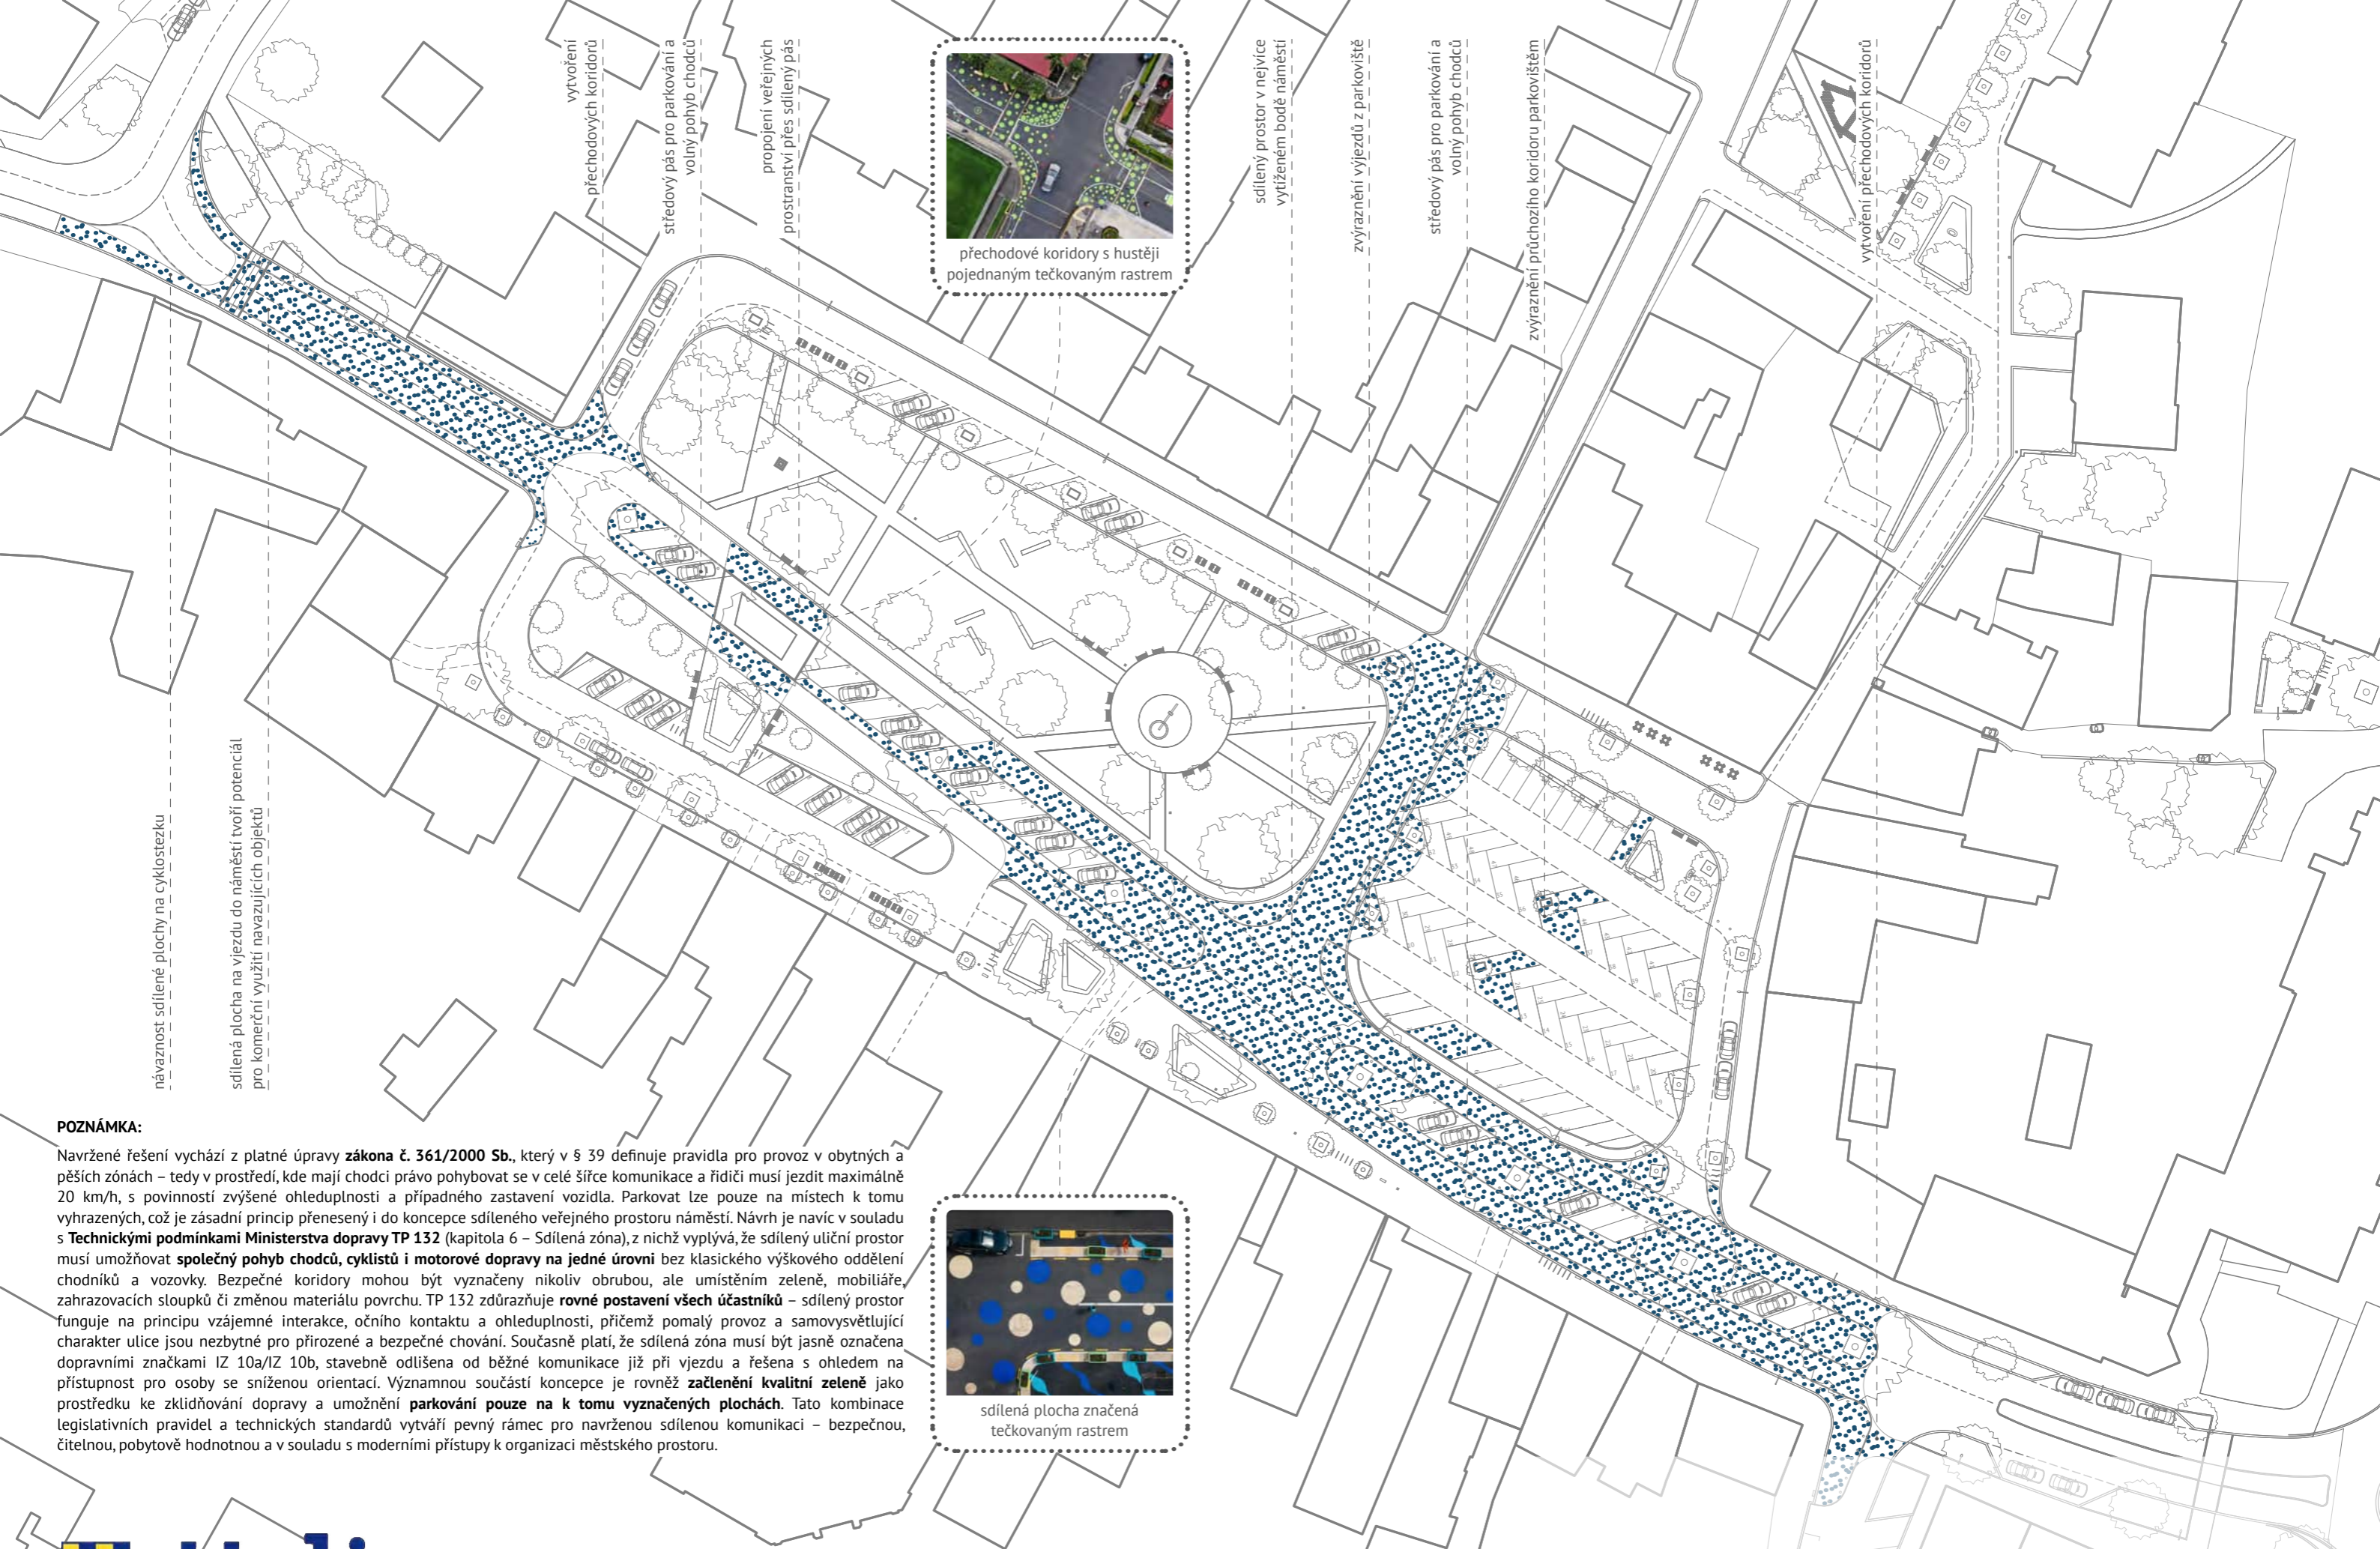 vytvoření
přechodových koridorů
středový pás pro parkování a
volný pohyb chodců
propojení veřejných
prostranství přes sdílený pás
přechodové koridory s hustěji
pojednaným tečkovaným rastrem
sdílený prostor v nejvíce
vytíženém bodě náměstí
zvýraznění výjezdů z parkoviště
středový pás pro parkování a
volný pohyb chodců
zvýraznění průchozího koridoru parkovištěm
vytvoření přechodových koridorů
návaznost sdílené plochy na cyklostezku
sdílená plocha na vjezdu do náměstí tvoří potenciál
pro komerční využití navazujících objektů
POZNÁMKA:
Navržené řešení vychází z platné úpravy zákona č. 361/2000 Sb., který v § 39 definuje pravidla pro provoz v obytných a
pěších zónách – tedy v prostředí, kde mají chodci právo pohybovat se v celé šířce komunikace a řidiči musí jezdit maximálně
20 km/h, s povinností zvýšené ohleduplnosti a případného zastavení vozidla. Parkovat lze pouze na místech k tomu
vyhrazených, což je zásadní princip přenesený i do koncepce sdíleného veřejného prostoru náměstí. Návrh je navíc v souladu
s Technickými podmínkami Ministerstva dopravy TP 132 (kapitola 6 – Sdílená zóna), z nichž vyplývá, že sdílený uliční prostor
musí umožňovat společný pohyb chodců, cyklistů i motorové dopravy na jedné úrovni bez klasického výškového oddělení
chodníků a vozovky. Bezpečné koridory mohou být vyznačeny nikoliv obrubou, ale umístěním zeleně, mobiliáře,
zahrazovacích sloupků či změnou materiálu povrchu. TP 132 zdůrazňuje rovné postavení všech účastníků – sdílený prostor
funguje na principu vzájemné interakce, očního kontaktu a ohleduplnosti, přičemž pomalý provoz a samovysvětlující
charakter ulice jsou nezbytné pro přirozené a bezpečné chování. Současně platí, že sdílená zóna musí být jasně označena
dopravními značkami IZ 10a/IZ 10b, stavebně odlišena od běžné komunikace již při vjezdu a řešena s ohledem na
přístupnost pro osoby se sníženou orientací. Významnou součástí koncepce je rovněž začlenění kvalitní zeleně jako
prostředku ke zklidňování dopravy a umožnění parkování pouze na k tomu vyznačených plochách. Tato kombinace
legislativních pravidel a technických standardů vytváří pevný rámec pro navrženou sdílenou komunikaci – bezpečnou,
čitelnou, pobytově hodnotnou a v souladu s moderními přístupy k organizaci městského prostoru.
sdílená plocha značená
tečkovaným rastrem